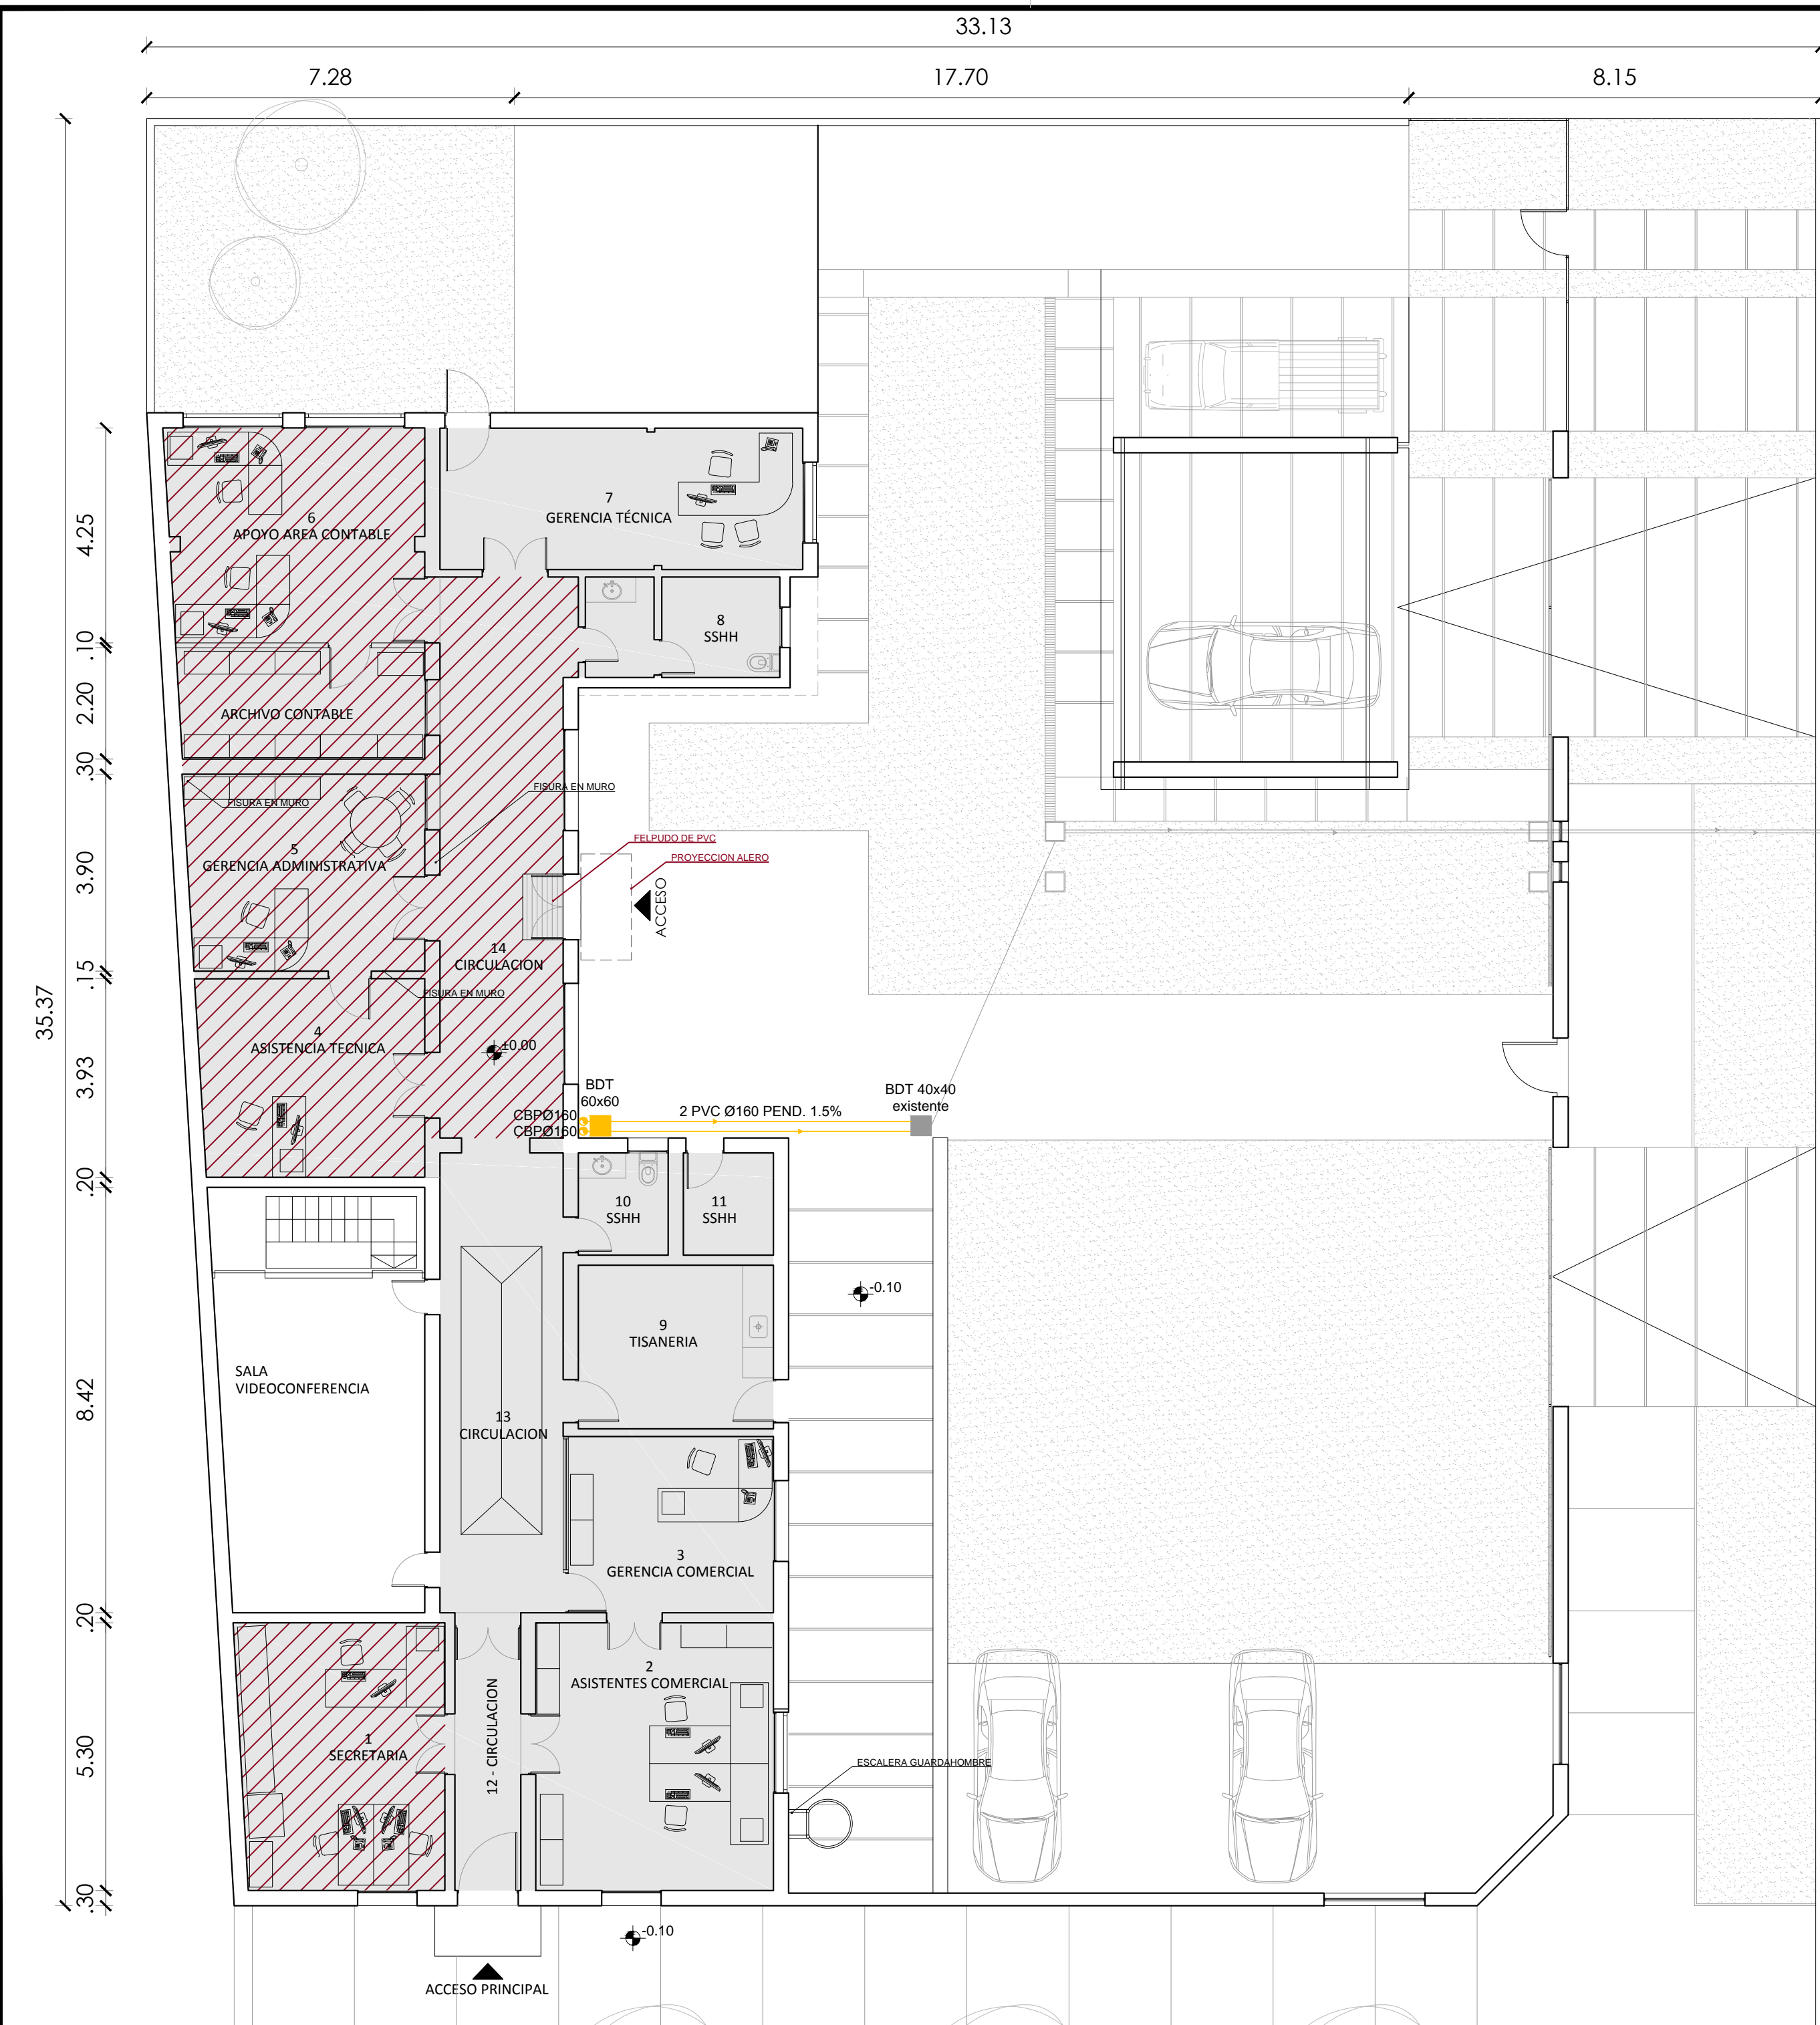 33.13
7.28
17.70
8.15
35.37
4.25
.10
2.20
.30
3.90
.15
3.93
.20
8.42
.20
5.30
.30
6
APOYO AREA CONTABLE
7
GERENCIA TÉCNICA
8
SSHH
ARCHIVO CONTABLE
FISURA EN MURO
FISURA EN MURO
FELPUDO DE PVC
PROYECCION ALERO
5
GERENCIA ADMINISTRATIVA
ACCESO
14
CIRCULACION
FISURA EN MURO
4
ASISTENCIA TECNICA
±0.00
BDT
60x60
CBPØ160
CBPØ160
2 PVC Ø160 PEND. 1.5%
BDT 40x40
existente
10
SSHH
11
SSHH
-0.10
9
TISANERIA
SALA
VIDEOCONFERENCIA
13
CIRCULACION
3
GERENCIA COMERCIAL
2
ASISTENTES COMERCIAL
12 - CIRCULACION
1
SECRETARIA
ESCALERA GUARDAHOMBRE
-0.10
ACCESO PRINCIPAL